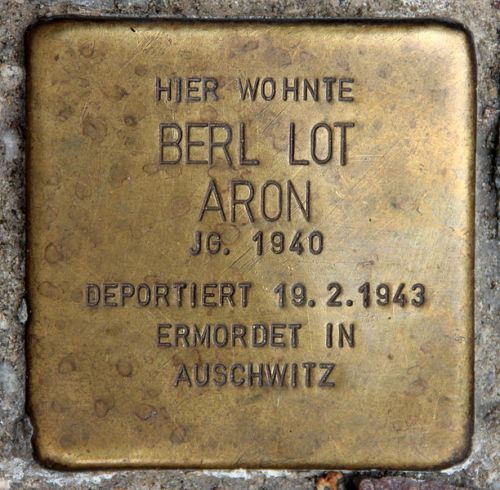 HIER WOHNTE
BERL LOT
ARON
JG. 1940
DEPORTIERT 19.2.1943
ERMORDET IN
AUSCHWITZ